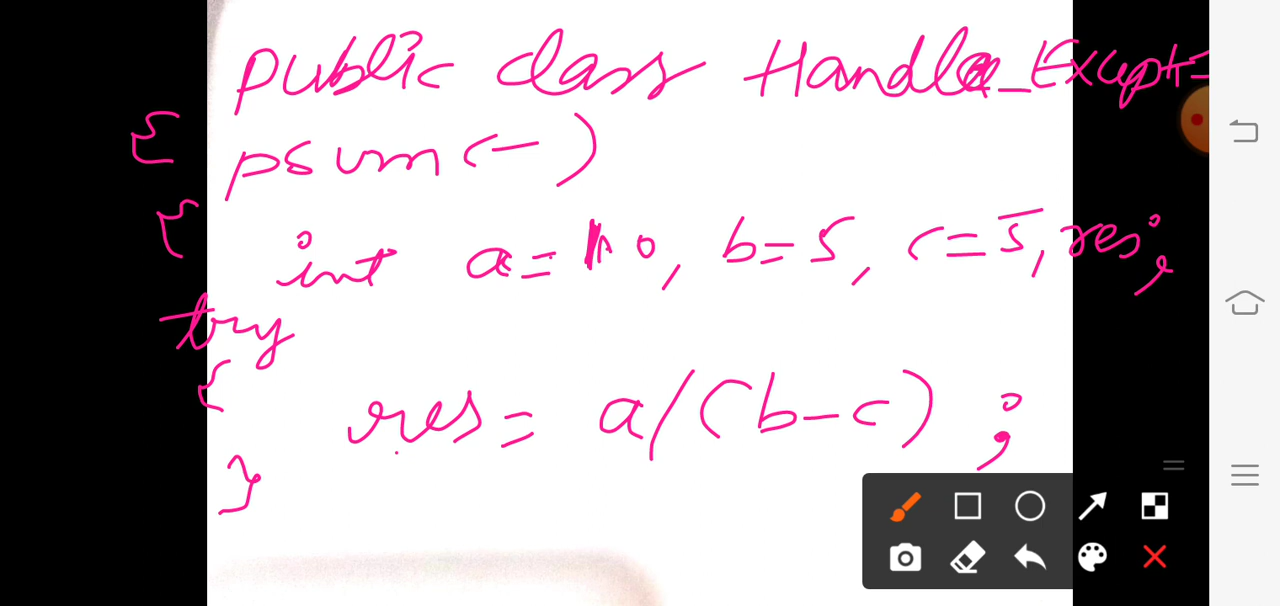 public class Handle_Except
{
psvm(-)
{
int a=10, b=5, c=5, res;
try
{
res= a/(b-c);
}